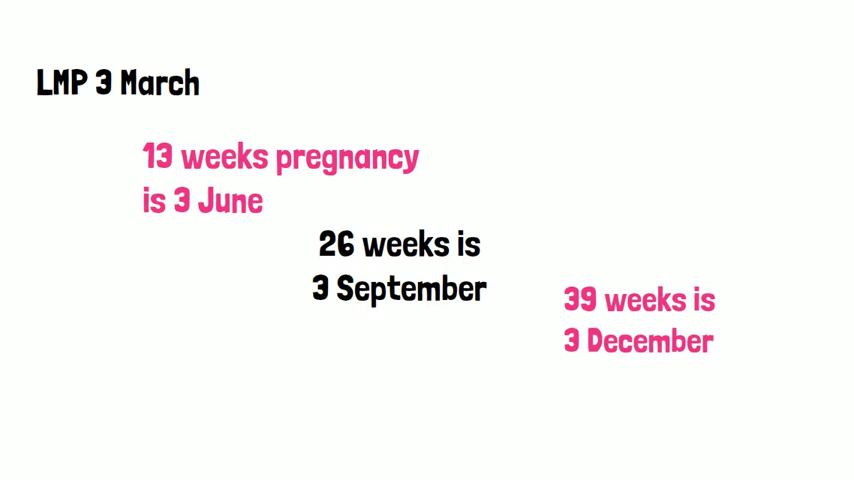 LMP 3 March
13 weeks pregnancy
is 3 June
26 weeks is
3 September
39 weeks is
3 December